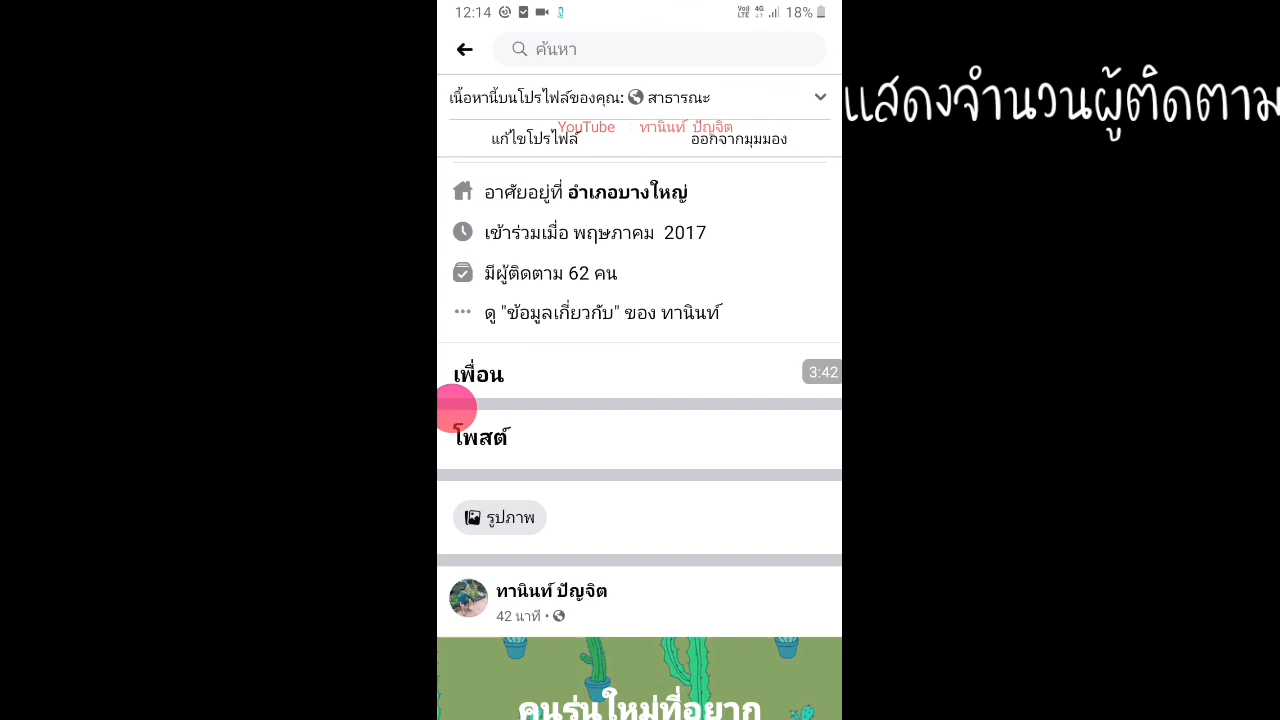 12:14 VoLTE 4G 18%
ค้นหา
เนื้อหานี้บนโปรไฟล์ของคุณ: สาธารณะ
แสดงจำนวนผู้ติดตาม
YouTube : ทานินท์ ปัญจิต
แก้ไขโปรไฟล์ ออกจากมุมมอง
อาศัยอยู่ที่ อำเภอบางใหญ่
เข้าร่วมเมื่อ พฤษภาคม 2017
มีผู้ติดตาม 62 คน
ดู "ข้อมูลเกี่ยวกับ" ของ ทานินท์
เพื่อน
3:42
โพสต์
รูปภาพ
ทานินท์ ปัญจิต
42 นาที •
คนรุ่นใหม่ที่อยาก